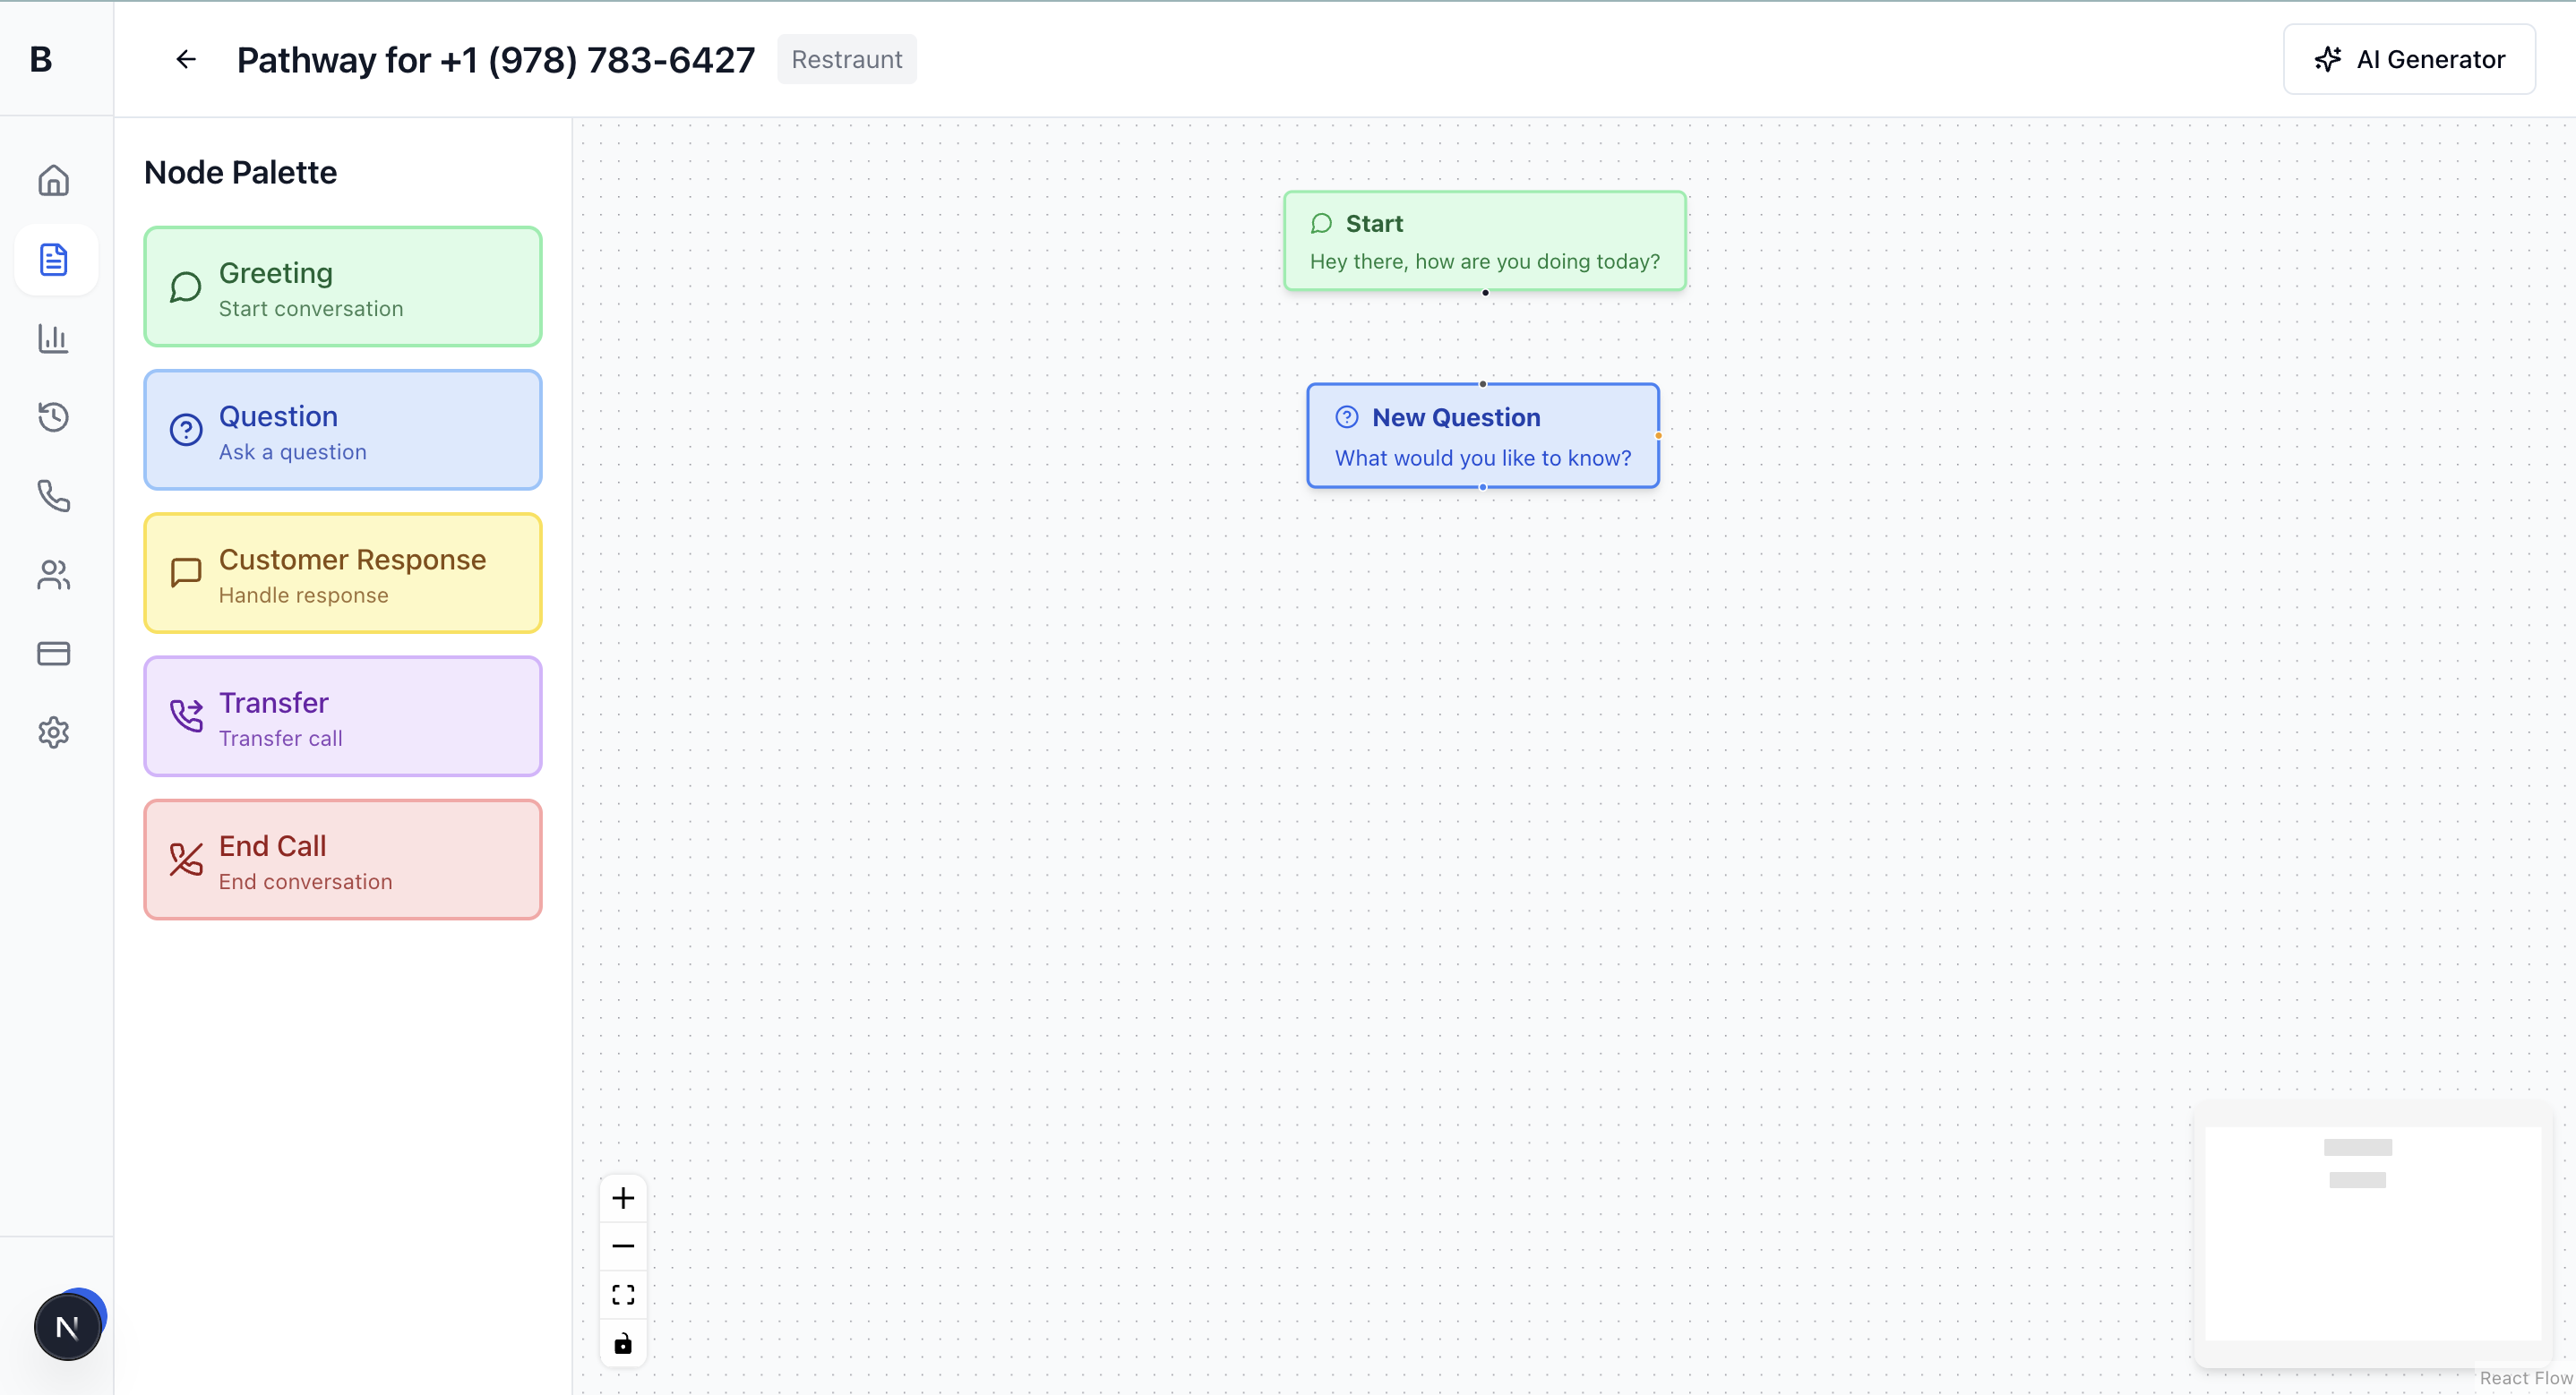 B
Pathway for +1 (978) 783-6427
Restraunt
AI Generator
Node Palette
Greeting
Start conversation
Question
Ask a question
Customer Response
Handle response
Transfer
Transfer call
End Call
End conversation
Start
Hey there, how are you doing today?
New Question
What would you like to know?
N
React Flow